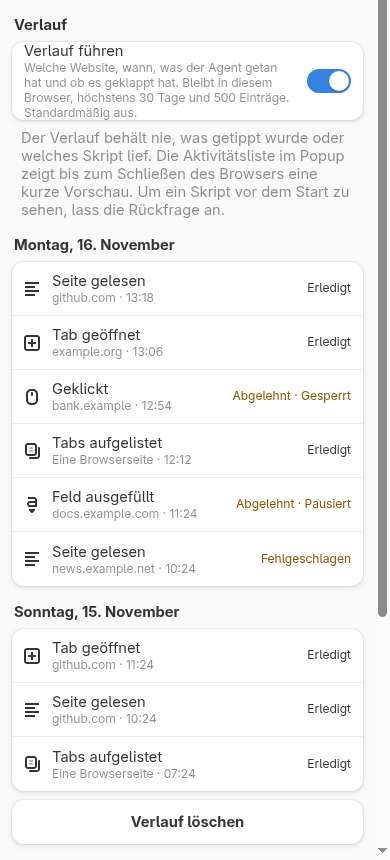 Verlauf
Verlauf führen
Welche Website, wann, was der Agent getan
hat und ob es geklappt hat. Bleibt in diesem
Browser, höchstens 30 Tage und 500 Einträge.
Standardmäßig aus.
Der Verlauf behält nie, was getippt wurde oder
welches Skript lief. Die Aktivitätsliste im Popup
zeigt bis zum Schließen des Browsers eine
kurze Vorschau. Um ein Skript vor dem Start zu
sehen, lass die Rückfrage an.
Montag, 16. November
Seite gelesen
github.com · 13:18
Erledigt
Tab geöffnet
example.org · 13:06
Erledigt
Geklickt
bank.example · 12:54
Abgelehnt · Gesperrt
Tabs aufgelistet
Eine Browserseite · 12:12
Erledigt
Feld ausgefüllt
docs.example.com · 11:24
Abgelehnt · Pausiert
Seite gelesen
news.example.net · 10:24
Fehlgeschlagen
Sonntag, 15. November
Tab geöffnet
github.com · 11:24
Erledigt
Seite gelesen
github.com · 10:24
Erledigt
Tabs aufgelistet
Eine Browserseite · 07:24
Erledigt
Verlauf löschen